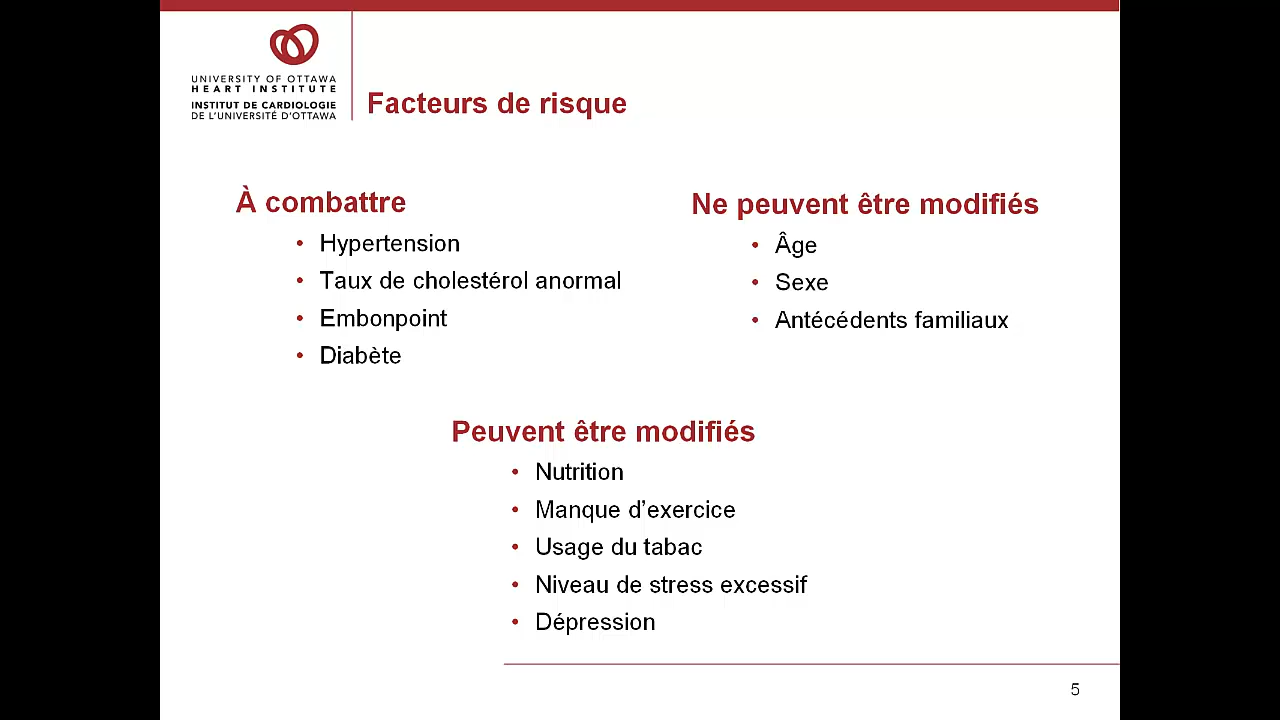 UNIVERSITY OF OTTAWA
HEART INSTITUTE
INSTITUT DE CARDIOLOGIE
DE L'UNIVERSITÉ D'OTTAWA
Facteurs de risque
À combattre
• Hypertension
• Taux de cholestérol anormal
• Embonpoint
• Diabète
Ne peuvent être modifiés
• Âge
• Sexe
• Antécédents familiaux
Peuvent être modifiés
• Nutrition
• Manque d’exercice
• Usage du tabac
• Niveau de stress excessif
• Dépression
5